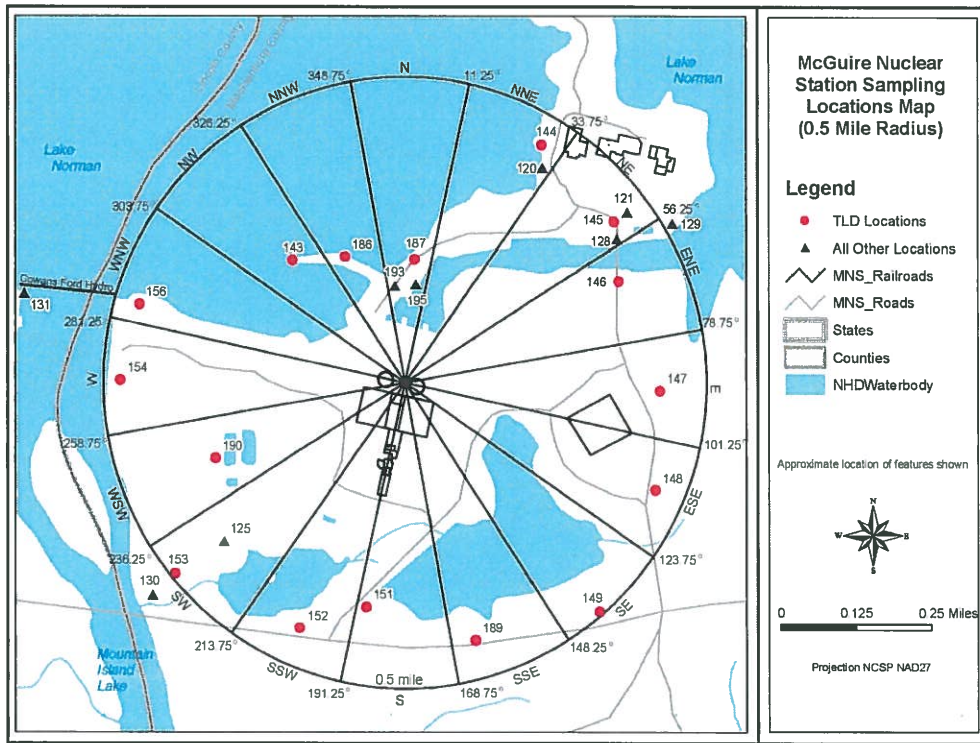 N
348.75°
11.25°
NNW
NNE
Lake
Norman
326.25°
33.75°
144
NW
NE
120
Lake
Norman
303.75
121
56.25°
145
129
128
WNW
143
186
187
ENE
193
195
146
Cowans Ford Hydro
131
156
281.25
78.75°
W
154
147
E
258.75°
190
101.25°
148
WSW
ESE
125
123.75°
236.25°
153
130
SW
149
SE
152
151
189
213.75°
148.25°
Mountain
Island
Lake
SSW
SSE
191.25°
0.5 mile
168.75°
S
McGuire Nuclear
Station Sampling
Locations Map
(0.5 Mile Radius)
Legend
TLD Locations
All Other Locations
MNS_Railroads
MNS_Roads
States
Counties
NHDWaterbody
Approximate location of features shown
N
W
E
S
0 0.125 0.25 Miles
Projection NCSP NAD27